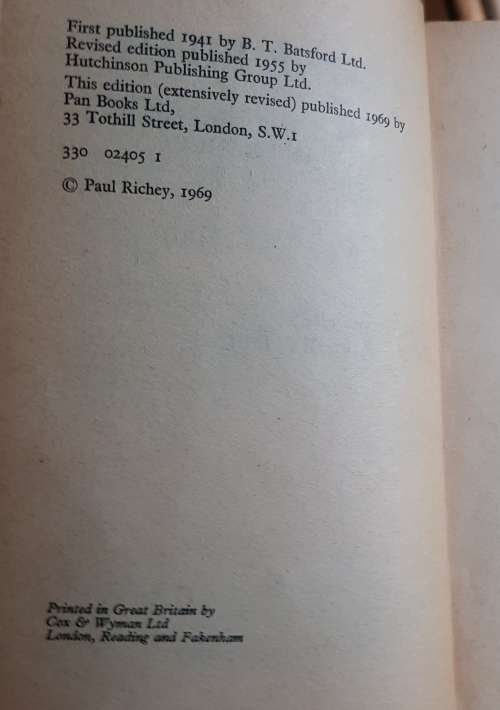 First published 1941 by B. T. Batsford Ltd.
Revised edition published 1955 by
Hutchinson Publishing Group Ltd.
This edition (extensively revised) published 1969 by
Pan Books Ltd,
33 Tothill Street, London, S.W.1
330 02405 1
© Paul Richey, 1969
Printed in Great Britain by
Cox & Wyman Ltd
London, Reading and Fakenham